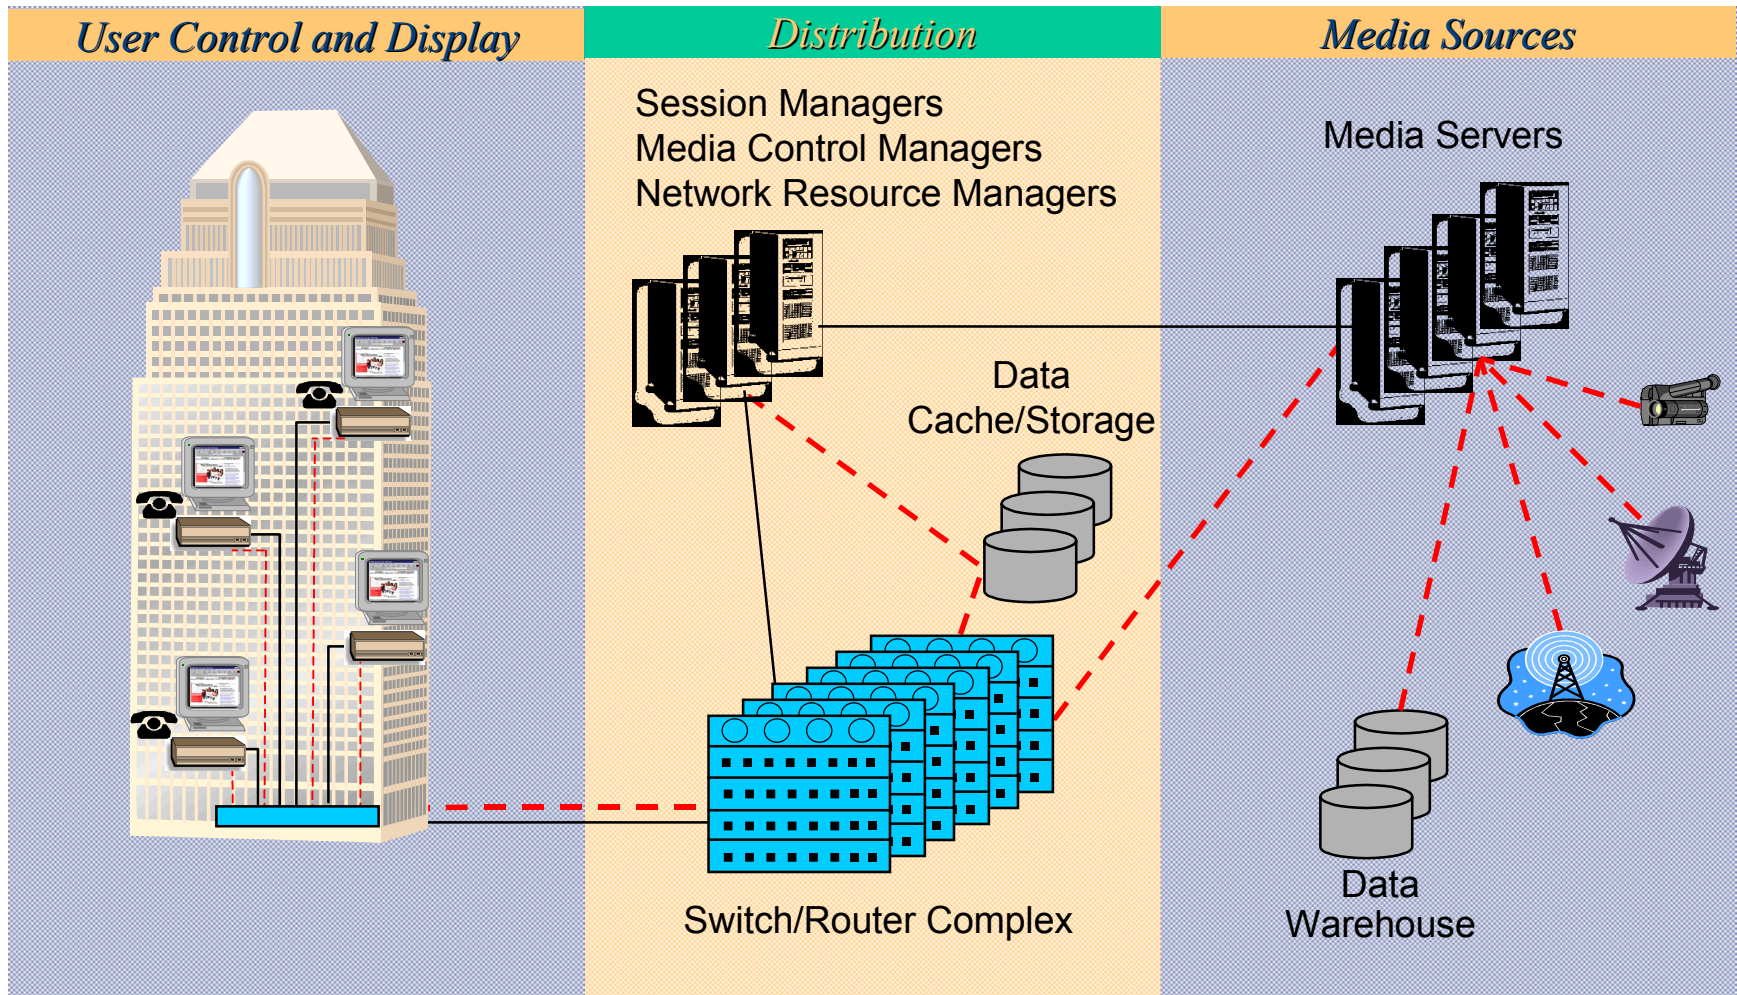 User Control and Display
Distribution
Media Sources
Session Managers
Media Control Managers
Network Resource Managers
Media Servers
Data
Cache/Storage
Switch/Router Complex
Data
Warehouse